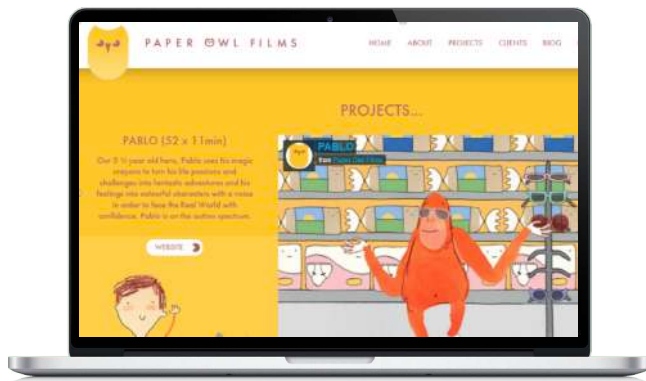 PAPER OWL FILMS
HOME ABOUT PROJECTS CLIENTS BLOG
PROJECTS...
PABLO (52 x 11min)
Our 5 ½ year old hero, Pablo uses his magic
crayons to turn his life passions and
challenges into fantastic adventures and his
feelings into colourful characters with a voice
in order to face the Real World with
confidence. Pablo is on the autism spectrum.
WEBSITE
PABLO
from Paper Owl Films